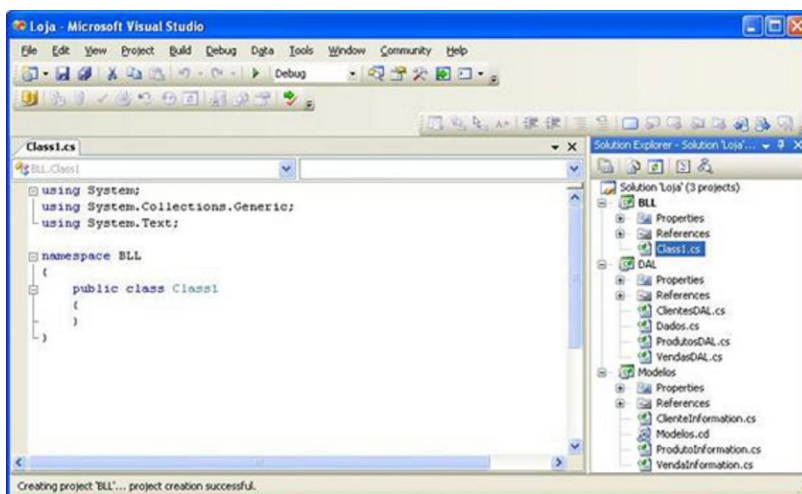 Loja - Microsoft Visual Studio
File Edit View Project Build Debug Data Tools Window Community Help
Debug
Class1.cs
Solution Explorer - Solution 'Loja'...
BLL.Class1
using System;
using System.Collections.Generic;
using System.Text;
namespace BLL
{
public class Class1
{
}
}
Solution 'Loja' (3 projects)
BLL
Properties
References
Class1.cs
DAL
Properties
References
ClientesDAL.cs
Dados.cs
ProdutosDAL.cs
VendasDAL.cs
Modelos
Properties
References
ClienteInformation.cs
Modelos.cd
ProdutoInformation.cs
VendaInformation.cs
Creating project 'BLL'... project creation successful.